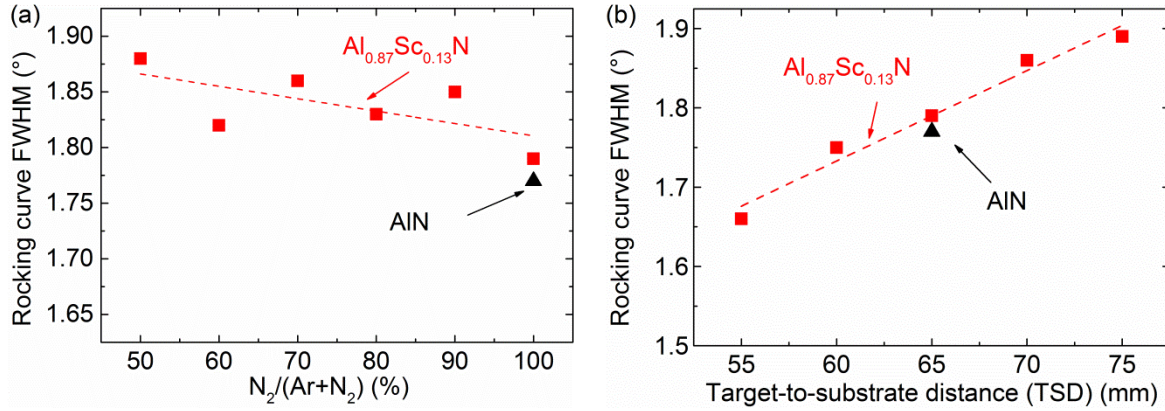 (a)
1.90
1.85
1.80
1.75
1.70
1.65
Rocking curve FWHM (°)
Al0.87Sc0.13N
AlN
50 60 70 80 90 100
N2/(Ar+N2) (%)
(b)
1.9
1.8
1.7
1.6
1.5
Rocking curve FWHM (°)
Al0.87Sc0.13N
AlN
55 60 65 70 75
Target-to-substrate distance (TSD) (mm)